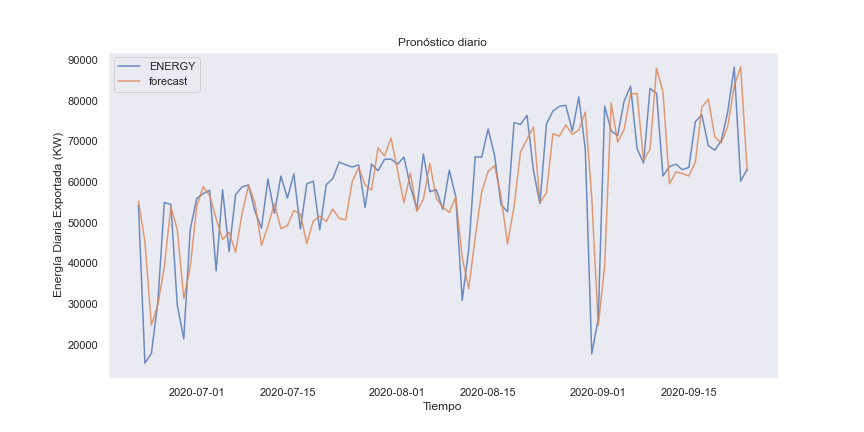 Pronóstico diario
ENERGY
forecast
Energía Diaria Exportada (KW)
90000
80000
70000
60000
50000
40000
30000
20000
2020-07-01 2020-07-15 2020-08-01 2020-08-15 2020-09-01 2020-09-15
Tiempo